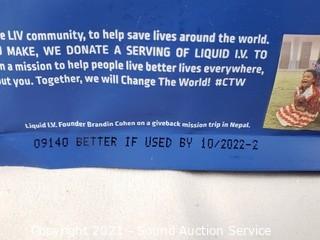 e LIV community, to help save lives around the world.
U MAKE, WE DONATE A SERVING OF LIQUID I.V. TO
n a mission to help people live better lives everywhere,
out you. Together, we will Change The World! #CTW
Liquid I.V. Founder Brandin Cohen on a giveback mission trip in Nepal.
09140 BETTER IF USED BY 10/2022-2
Copyright 2021 - Sound Auction Service